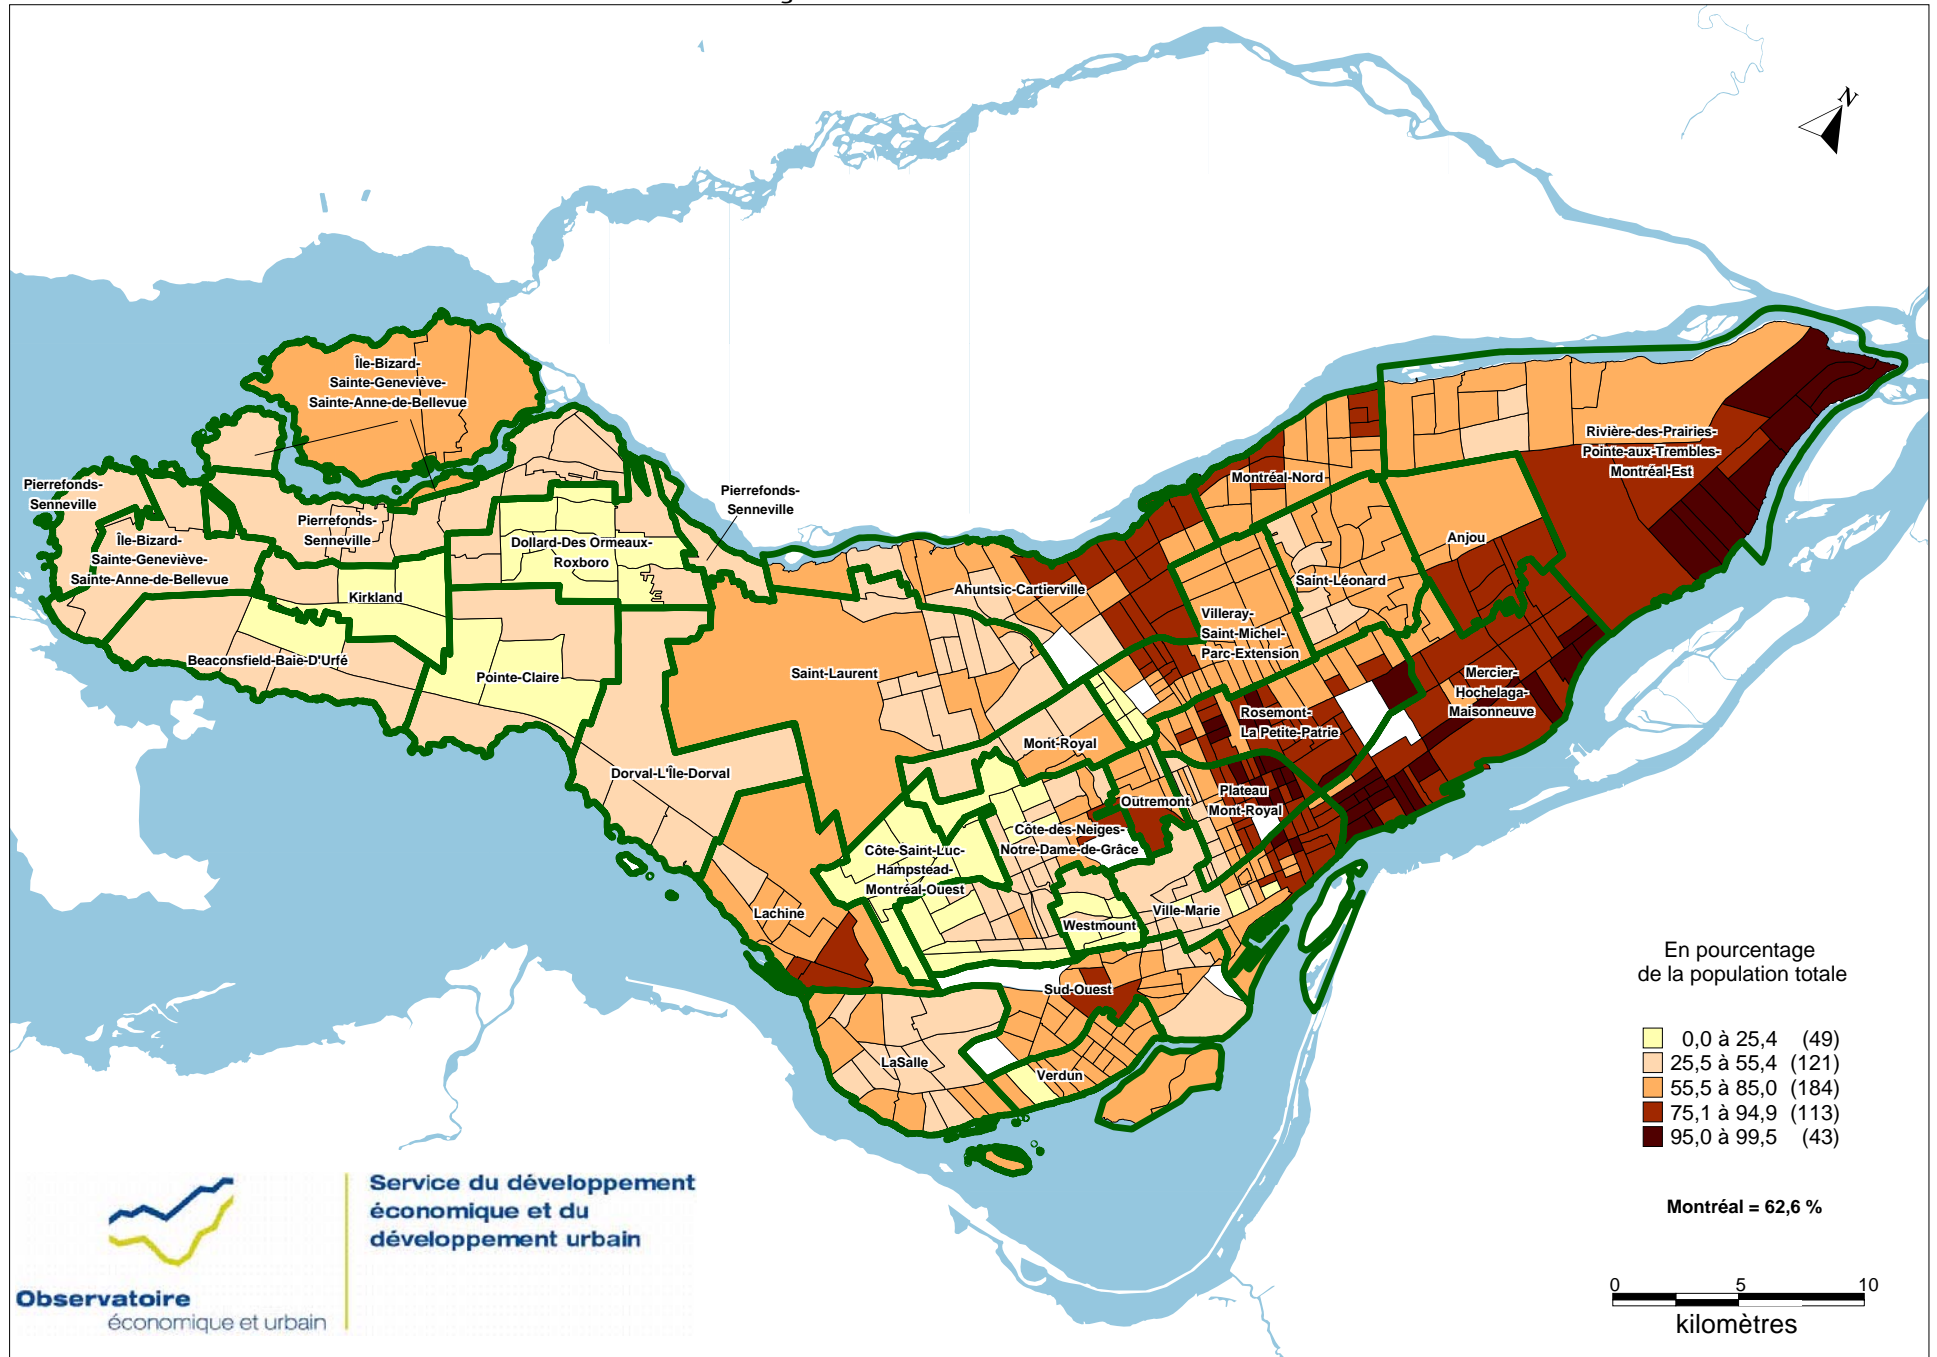 N
Île-Bizard-
Sainte-Geneviève-
Sainte-Anne-de-Bellevue
Pierrefonds-
Senneville
Pierrefonds-
Senneville
Pierrefonds-
Senneville
Île-Bizard-
Sainte-Geneviève-
Sainte-Anne-de-Bellevue
Dollard-Des Ormeaux-
Roxboro
Kirkland
Beaconsfield-Baie-D'Urfé
Pointe-Claire
Dorval-L'Île-Dorval
Saint-Laurent
Ahuntsic-Cartierville
Montréal-Nord
Rivière-des-Prairies-
Pointe-aux-Trembles-
Montréal-Est
Anjou
Saint-Léonard
Villeray-
Saint-Michel-
Parc-Extension
Mercier-
Hochelaga-
Maisonneuve
Rosemont-
La Petite-Patrie
Mont-Royal
Outremont
Plateau
Mont-Royal
Côte-des-Neiges-
Notre-Dame-de-Grâce
Côte-Saint-Luc-
Hampstead-
Montréal-Ouest
Lachine
Westmount
Ville-Marie
Sud-Ouest
LaSalle
Verdun
En pourcentage
de la population totale
0,0 à 25,4 (49)
25,5 à 55,4 (121)
55,5 à 85,0 (184)
75,1 à 94,9 (113)
95,0 à 99,5 (43)
Montréal = 62,6 %
0 5 10
kilomètres
Service du développement
économique et du
développement urbain
Observatoire
économique et urbain